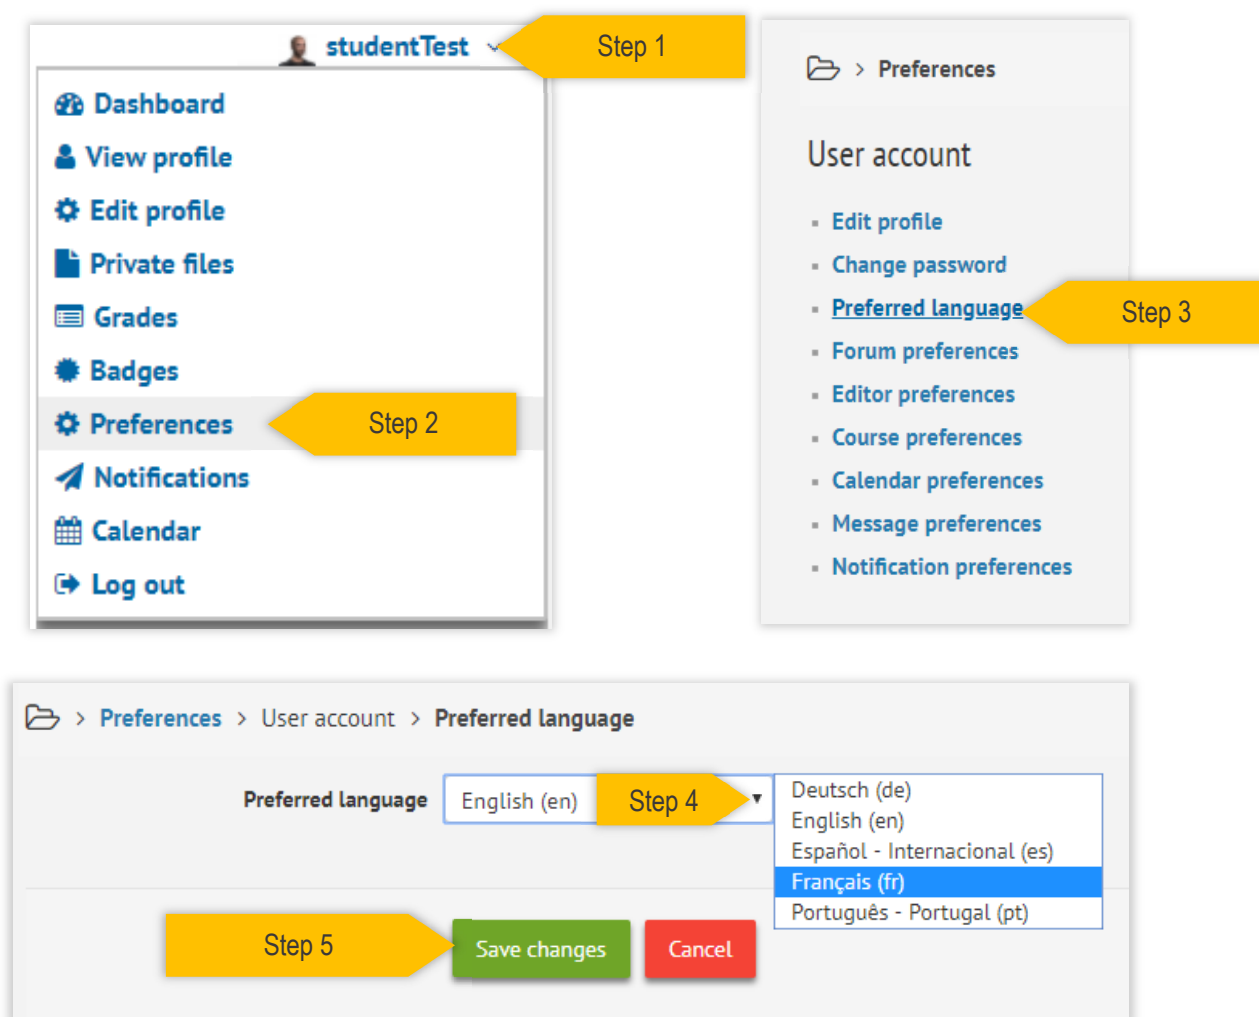 studentTest
Step 1
Dashboard
View profile
Edit profile
Private files
Grades
Badges
Preferences
Step 2
Notifications
Calendar
Log out
> Preferences
User account
Edit profile
Change password
Preferred language
Step 3
Forum preferences
Editor preferences
Course preferences
Calendar preferences
Message preferences
Notification preferences
> Preferences > User account > Preferred language
Preferred language
English (en)
Step 4
Deutsch (de)
English (en)
Español - Internacional (es)
Français (fr)
Português - Portugal (pt)
Step 5
Save changes
Cancel